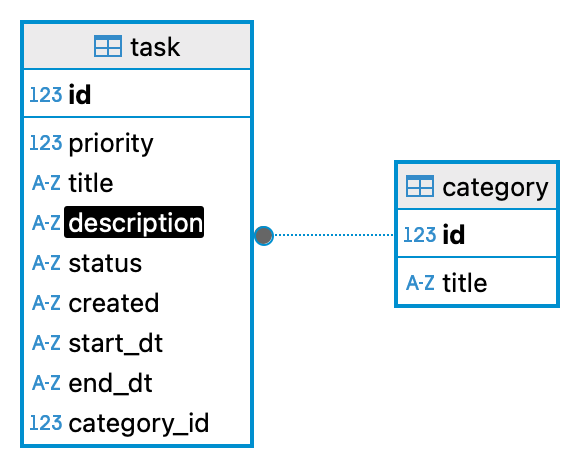 task
123 id
123 priority
A-Z title
A-Z description
A-Z status
A-Z created
A-Z start_dt
A-Z end_dt
123 category_id
category
123 id
A-Z title